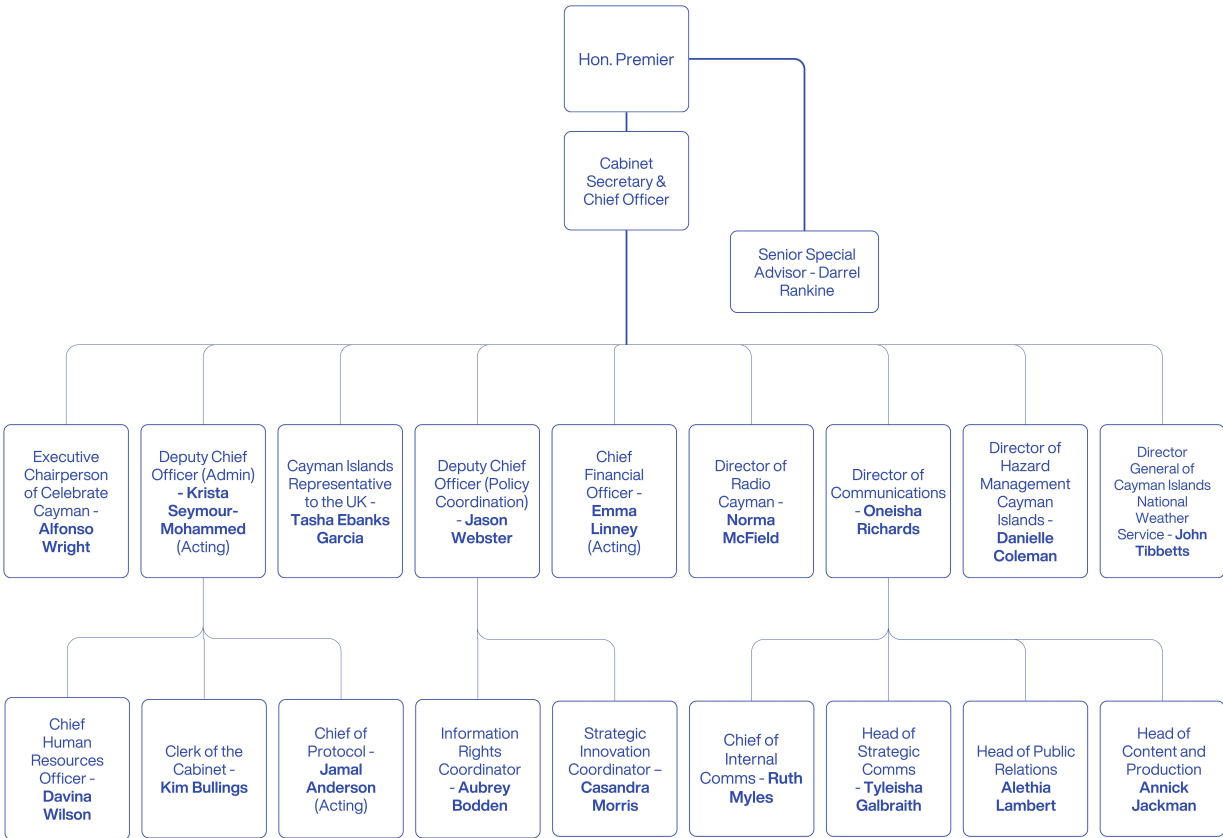 Hon. Premier
Cabinet
Secretary &
Chief Officer
Senior Special
Advisor - Darrel
Rankine
Executive
Chairperson
of Celebrate
Cayman -
Alfonso
Wright
Deputy Chief
Officer (Admin)
- Krista
Seymour-
Mohammed
(Acting)
Cayman Islands
Representative
to the UK -
Tasha Ebanks
Garcia
Deputy Chief
Officer (Policy
Coordination)
- Jason
Webster
Chief
Financial
Officer -
Emma
Linney
(Acting)
Director of
Radio
Cayman -
Norma
McField
Director of
Communications
- Oneisha
Richards
Director of
Hazard
Management
Cayman
Islands -
Danielle
Coleman
Director
General of
Cayman Islands
National
Weather
Service - John
Tibbetts
Chief
Human
Resources
Officer -
Davina
Wilson
Clerk of the
Cabinet -
Kim Bullings
Chief of
Protocol -
Jamal
Anderson
(Acting)
Information
Rights
Coordinator
- Aubrey
Bodden
Strategic
Innovation
Coordinator –
Casandra
Morris
Chief of
Internal
Comms - Ruth
Myles
Head of
Strategic
Comms
- Tyleisha
Galbraith
Head of Public
Relations
Alethia
Lambert
Head of
Content and
Production
Annick
Jackman